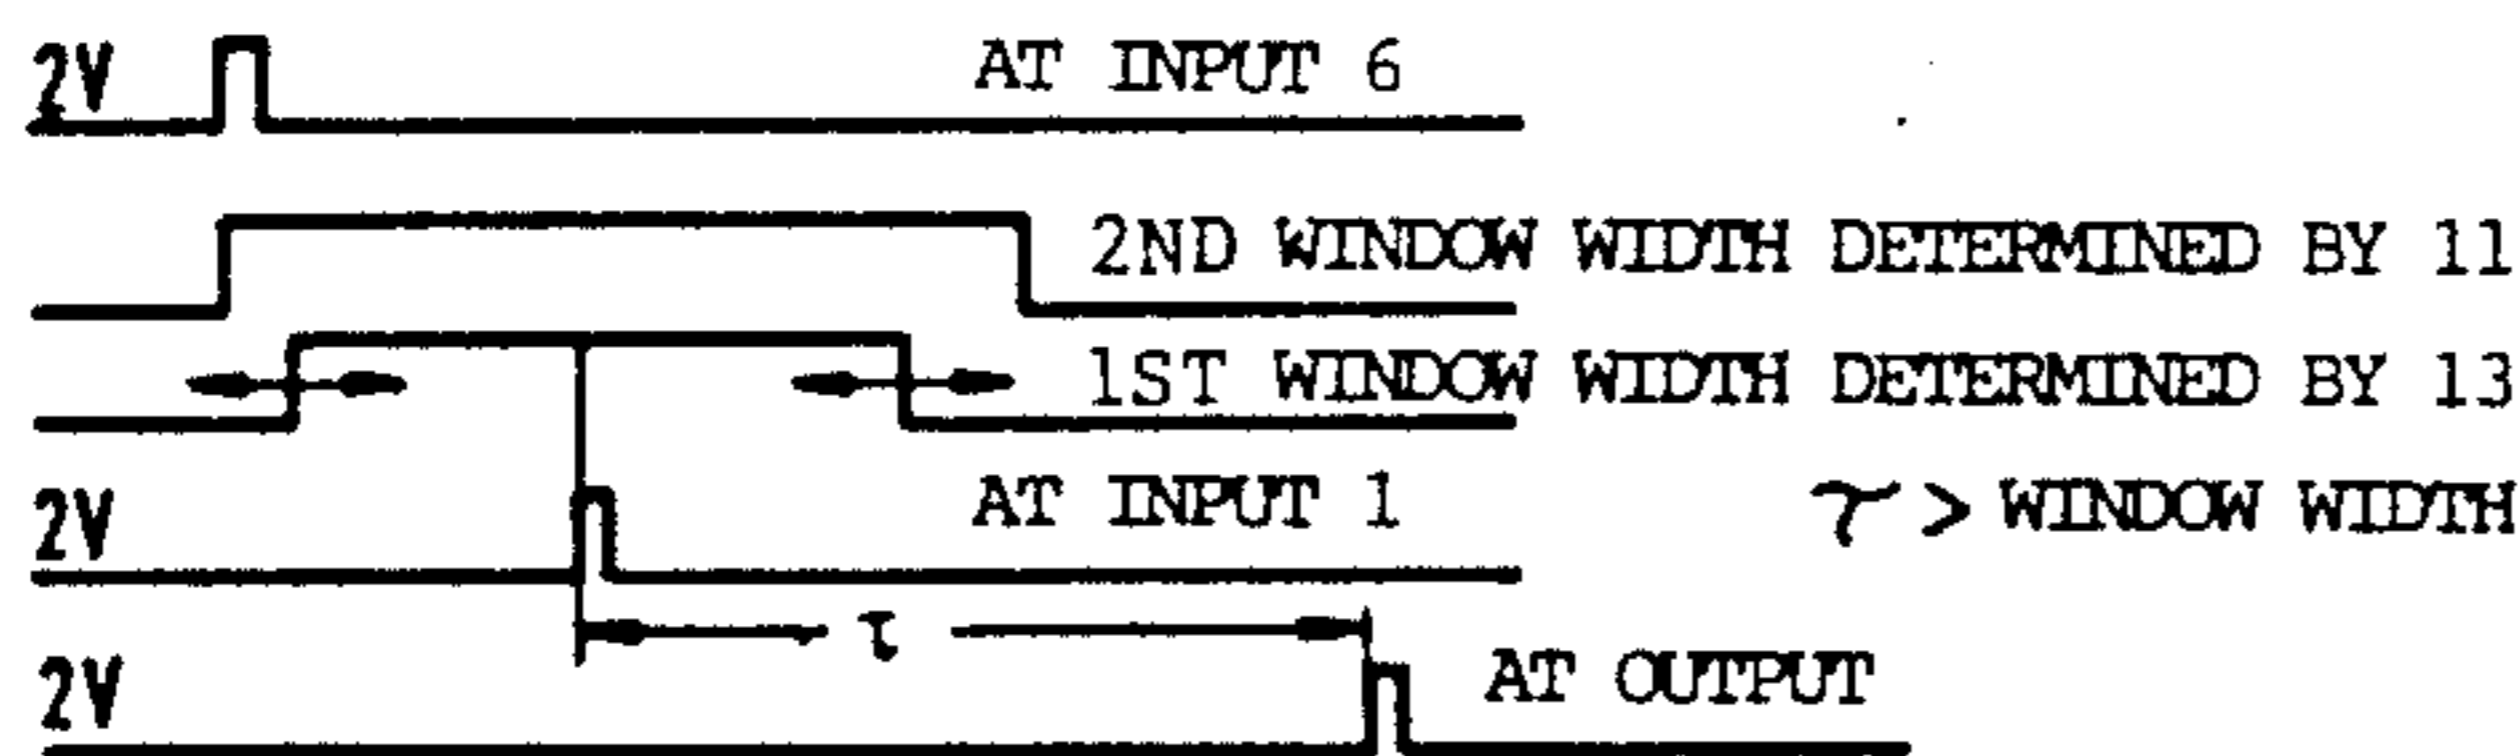 2V AT INPUT 6
2ND WINDOW WIDTH DETERMINED BY 11
1ST WINDOW WIDTH DETERMINED BY 13
2V AT INPUT 1 τ > WINDOW WIDTH
τ
2V AT OUTPUT